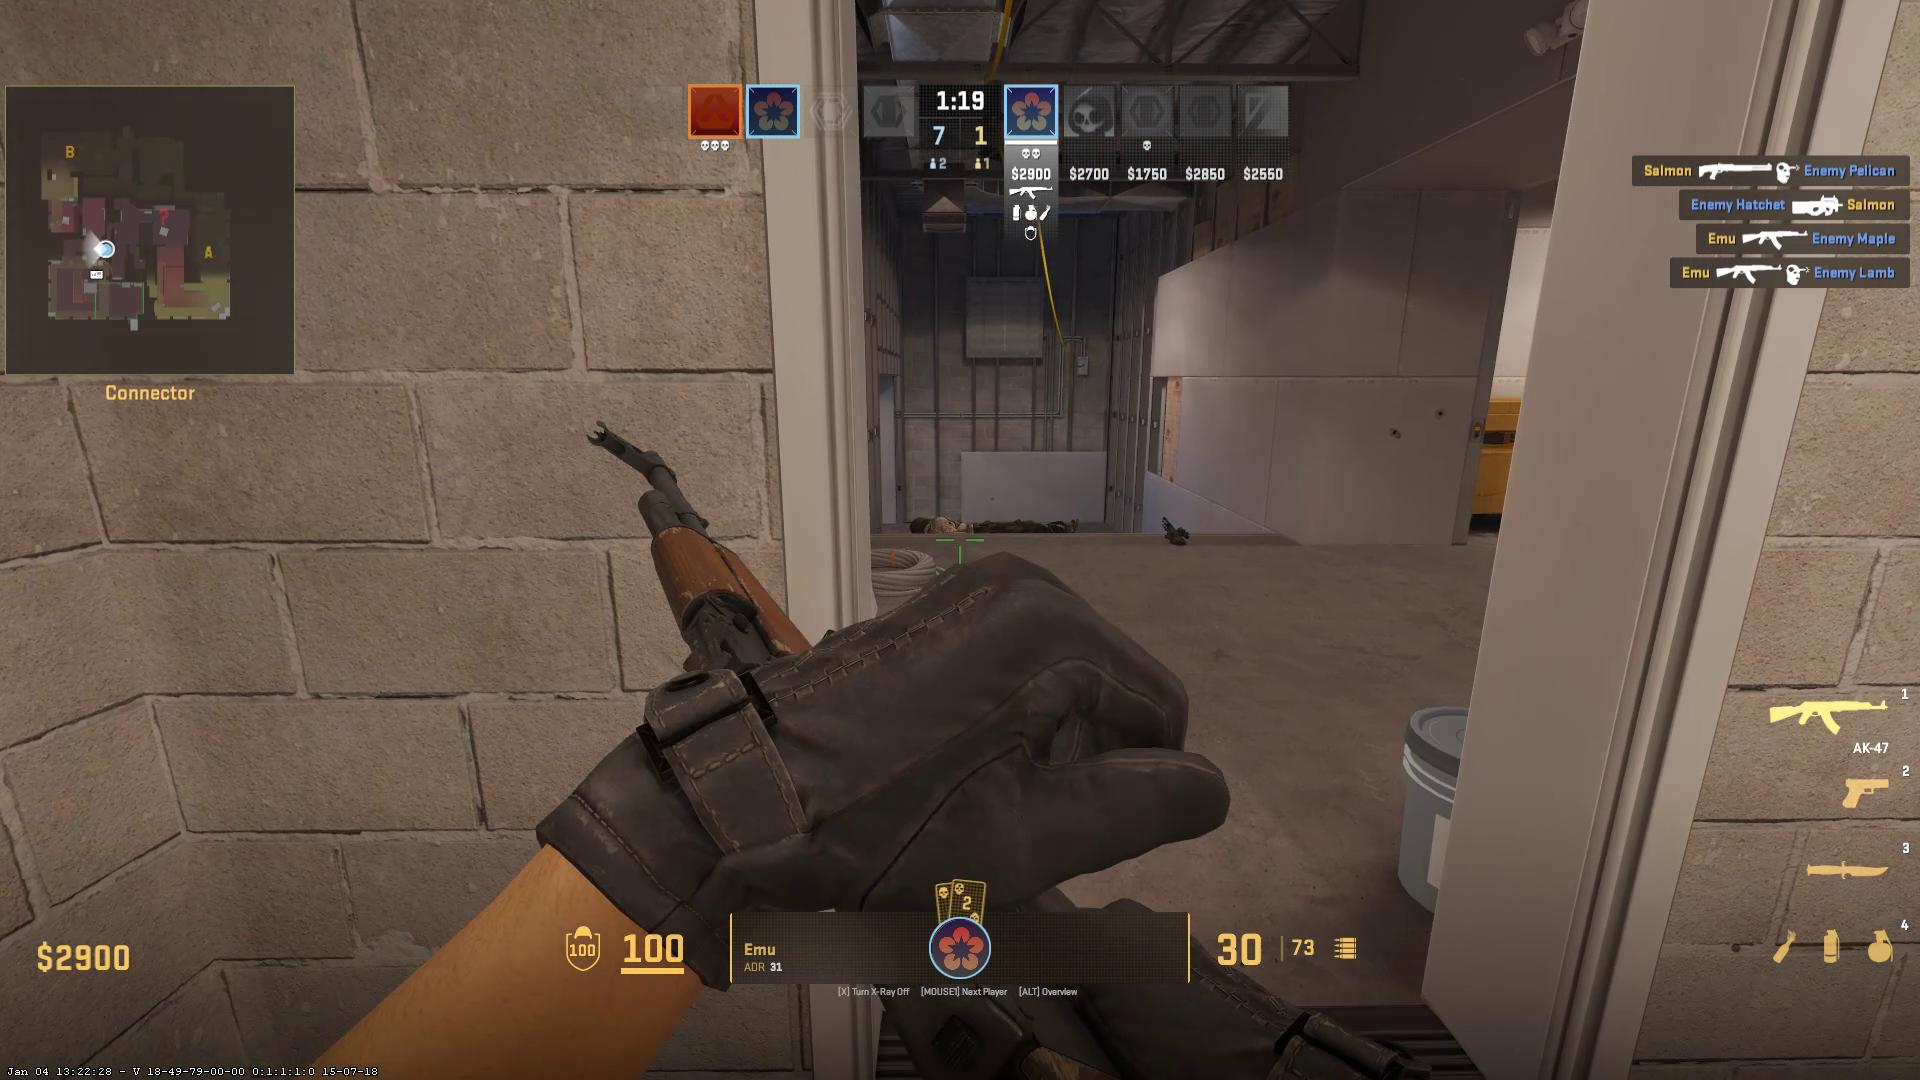 1:19
7 1
2 1
$2900 $2700 $1750 $2850 $2550
B
A
?
Connector
Salmon Enemy Pelican
Enemy Hatchet Salmon
Emu Enemy Maple
Emu Enemy Lamb
1
AK-47
2
3
4
$2900
100 100
Emu
ADR 31
2
30 73
[X] Turn X-Ray Off [MOUSE1] Next Player [ALT] Overview
Jan 04 13:22:28 - V 18-49-79-00-00 0:1:1:1:0 15-07-18